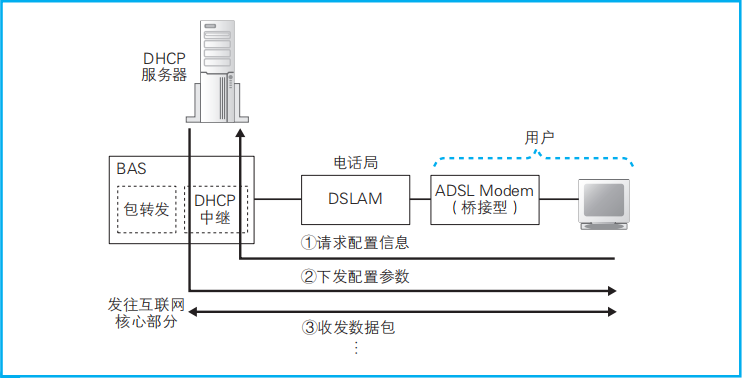 DHCP
服务器
用户
电话局
BAS
包转发
DHCP
中继
DSLAM
ADSL Modem
（桥接型）
①请求配置信息
②下发配置参数
发往互联网
核心部分
③收发数据包
⋮